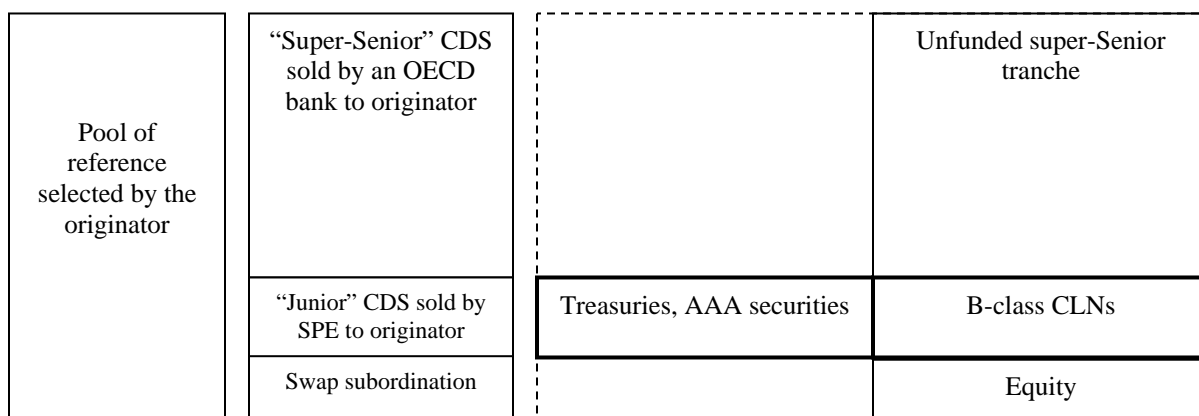 Pool of
reference
selected by the
originator
“Super-Senior” CDS
sold by an OECD
bank to originator
“Junior” CDS sold by
SPE to originator
Swap subordination
Treasuries, AAA securities
Unfunded super-Senior
tranche
B-class CLNs
Equity